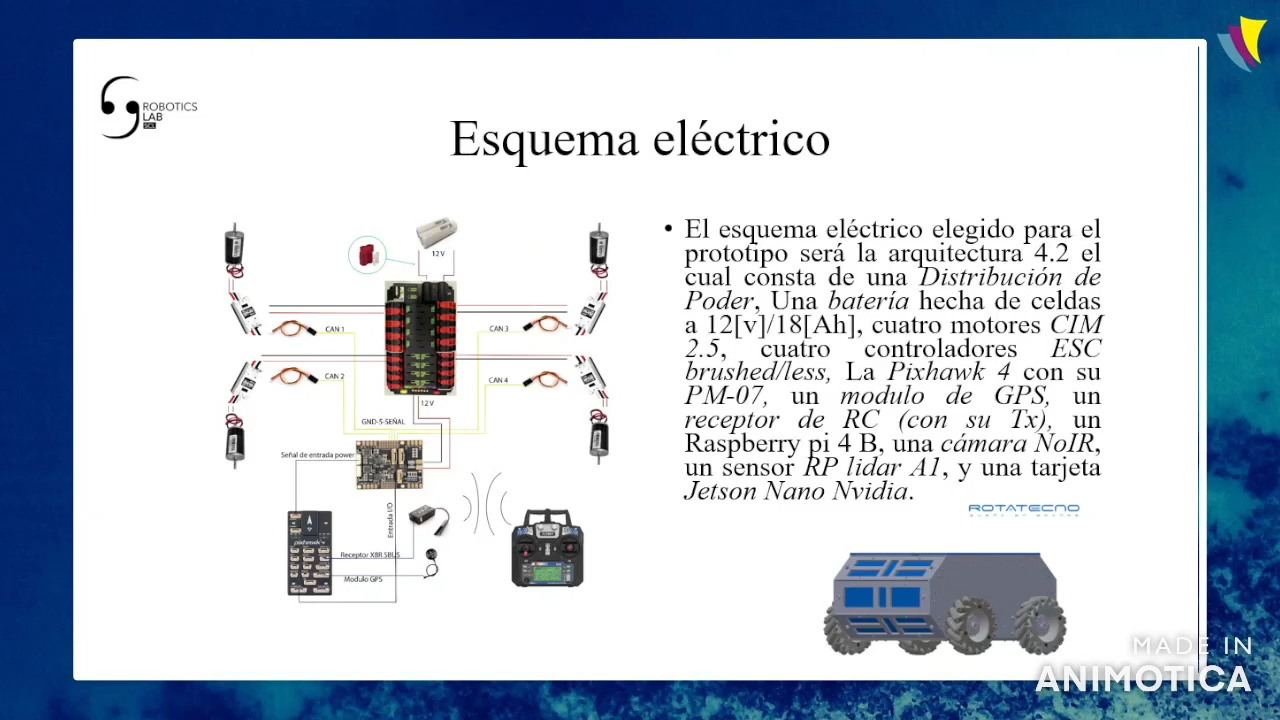 ROBOTICS
LAB
SCL
Esquema eléctrico
12 V
CAN 1
CAN 3
CAN 2
CAN 4
12 V
GND-5-SEÑAL
Señal de entrada power
Entrada I/O
pixhawk4
Receptor X8R SBUS
Modulo GPS
• El esquema eléctrico elegido para el
prototipo será la arquitectura 4.2 el
cual consta de una Distribución de
Poder, Una batería hecha de celdas
a 12[v]/18[Ah], cuatro motores CIM
2.5, cuatro controladores ESC
brushed/less, La Pixhawk 4 con su
PM-07, un modulo de GPS, un
receptor de RC (con su Tx), un
Raspberry pi 4 B, una cámara NoIR,
un sensor RP lidar A1, y una tarjeta
Jetson Nano Nvidia.
ROTATECNO
MADE IN
ANIMOTICA